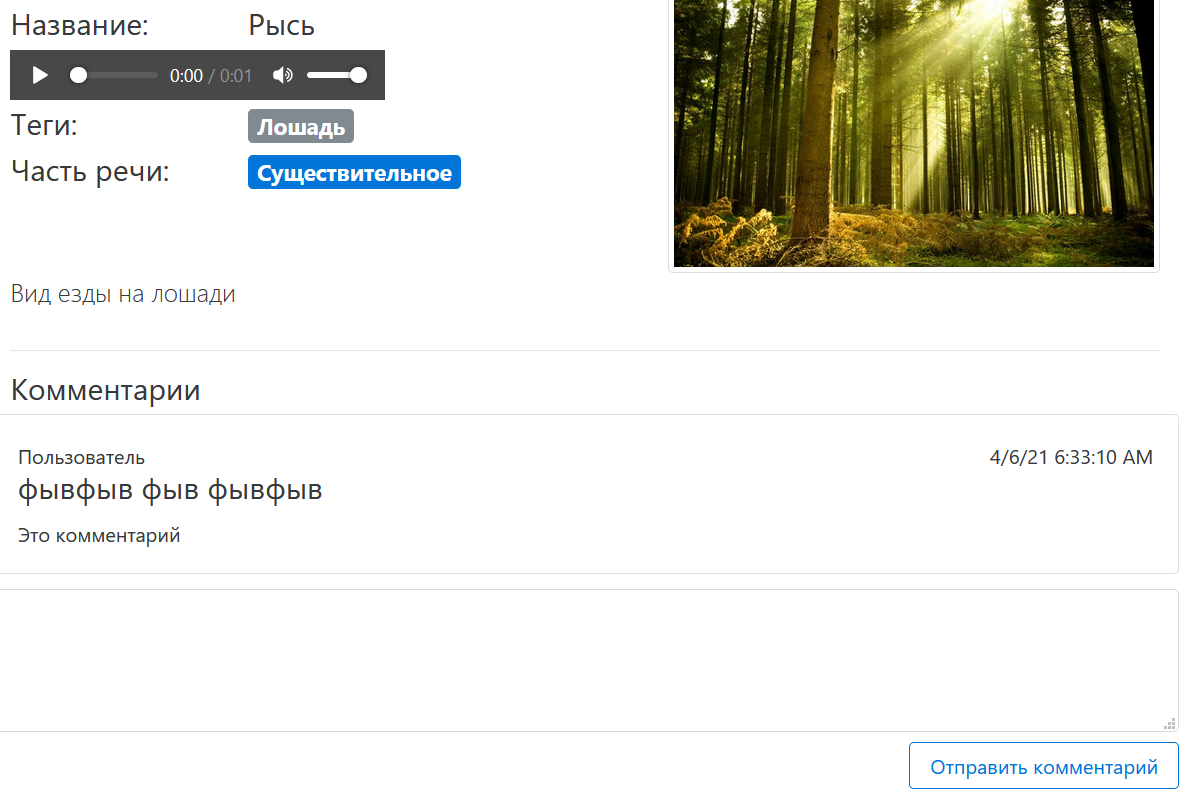 Название: Рысь
0:00 / 0:01
Теги: Лошадь
Часть речи: Существительное
Вид езды на лошади
Комментарии
Пользователь 4/6/21 6:33:10 AM
фывфыв фыв фывфыв
Это комментарий
Отправить комментарий